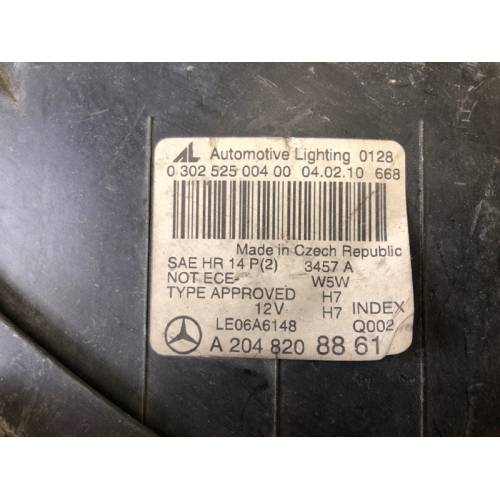 AL Automotive Lighting 0128
0 302 525 004 00 04.02.10 668
Made in Czech Republic
SAE HR 14 P(2) 3457 A
NOT ECE- W5W
TYPE APPROVED H7
12V H7 INDEX
LE06A6148 Q002
A 204 820 88 61